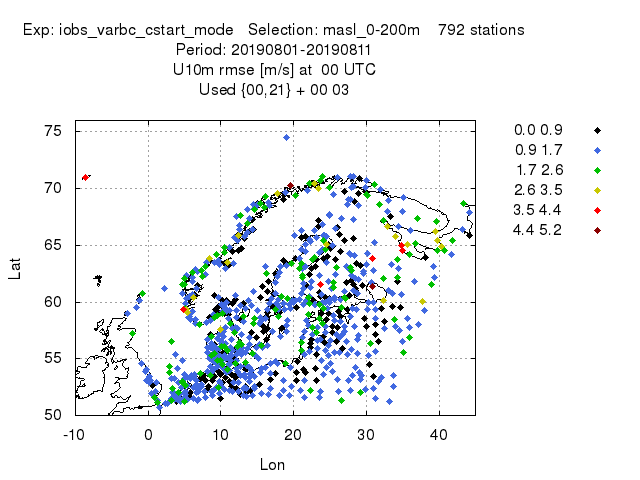 Exp: iobs_varbc_cstart_mode   Selection: masl_0-200m    792 stations
Period: 20190801-20190811
U10m rmse [m/s] at  00 UTC
Used {00,21} + 00 03
75
70
65
60
55
50
-10 0 10 20 30 40
Lat
Lon
0.0 0.9
0.9 1.7
1.7 2.6
2.6 3.5
3.5 4.4
4.4 5.2